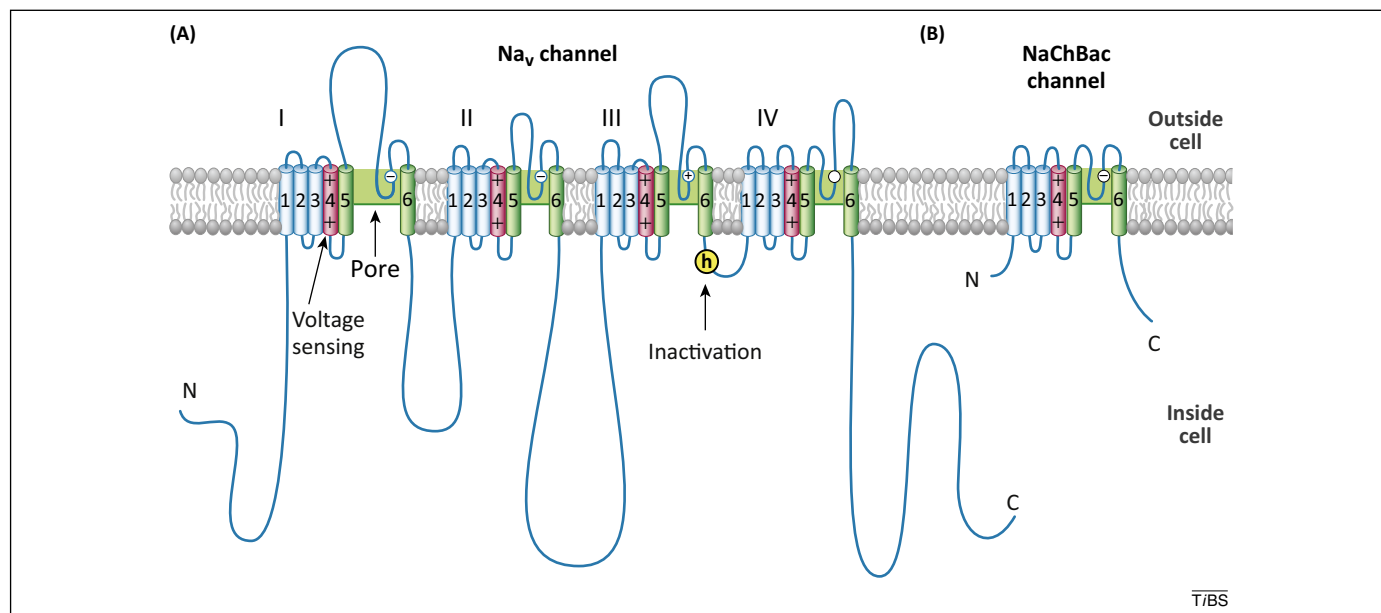 (A)
Nav channel
(B)
NaChBac
channel
Outside
cell
I
II
III
IV
1 2 3 + 4 + 5 − 6
1 2 3 + 4 + 5 − 6
1 2 3 + 4 + 5 + 6
1 2 3 + 4 + 5 6
1 2 3 + 4 + 5 − 6
Pore
h
Voltage
sensing
Inactivation
N
C
N
C
Inside
cell
TiBS